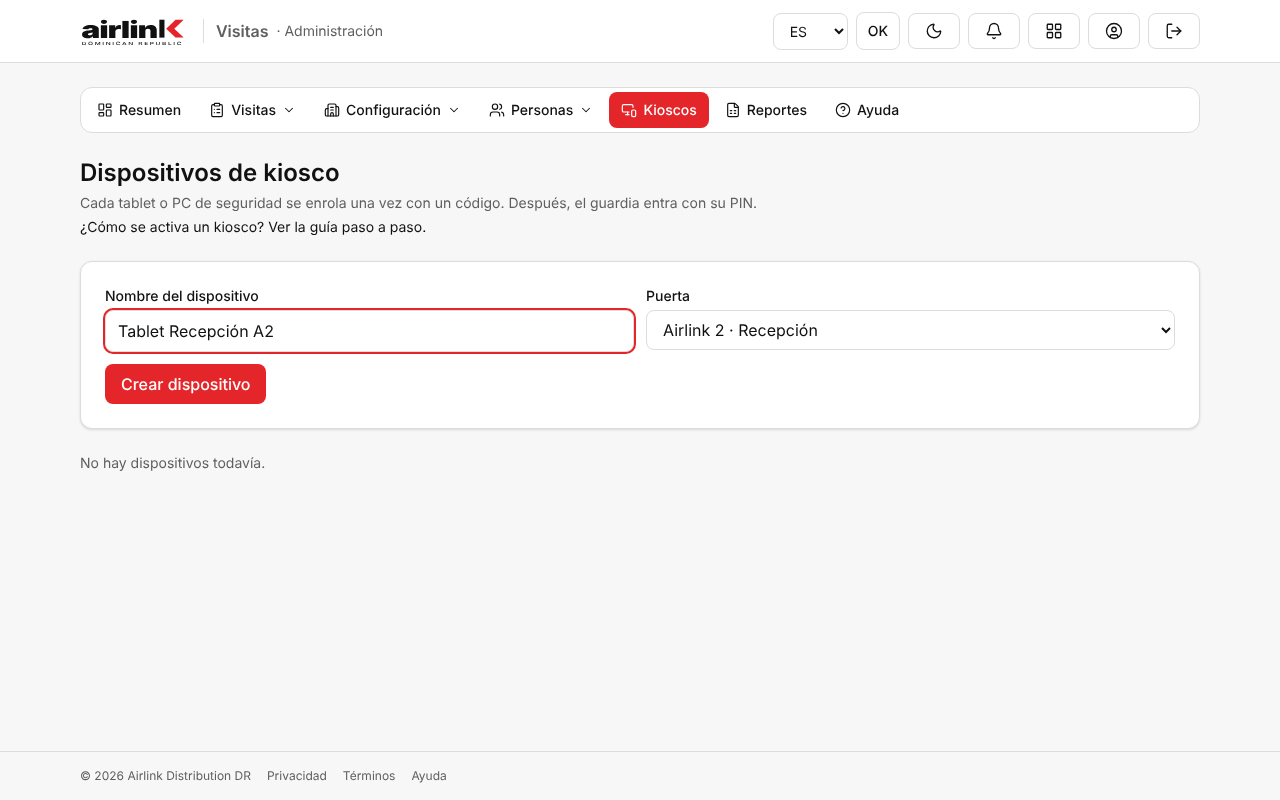 airlink
DOMINICAN REPUBLIC
Visitas · Administración
ES
OK
Resumen
Visitas
Configuración
Personas
Kioscos
Reportes
Ayuda
Dispositivos de kiosco
Cada tablet o PC de seguridad se enrola una vez con un código. Después, el guardia entra con su PIN.
¿Cómo se activa un kiosco? Ver la guía paso a paso.
Nombre del dispositivo
Tablet Recepción A2
Puerta
Airlink 2 · Recepción
Crear dispositivo
No hay dispositivos todavía.
© 2026 Airlink Distribution DR Privacidad Términos Ayuda